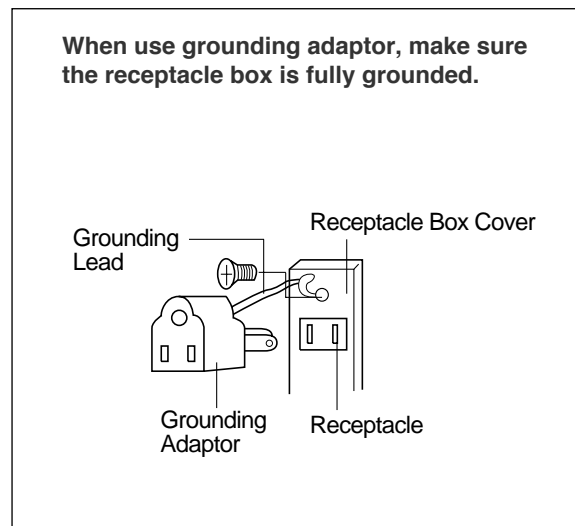 When use grounding adaptor, make sure
the receptacle box is fully grounded.
Receptacle Box Cover
Grounding
Lead
Grounding
Adaptor
Receptacle